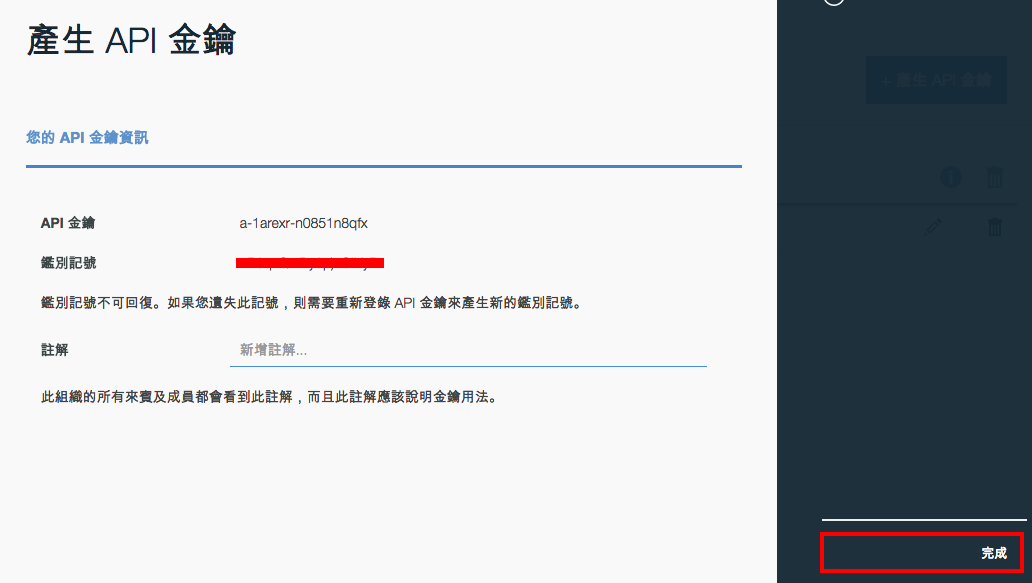 產生 API 金鑰
+ 產生 API 金鑰
您的 API 金鑰資訊
API 金鑰 a-1arexr-n0851n8qfx
鑑別記號
鑑別記號不可回復。如果您遺失此記號，則需要重新登錄 API 金鑰來產生新的鑑別記號。
註解 新增註解...
此組織的所有來賓及成員都會看到此註解，而且此註解應該說明金鑰用法。
完成